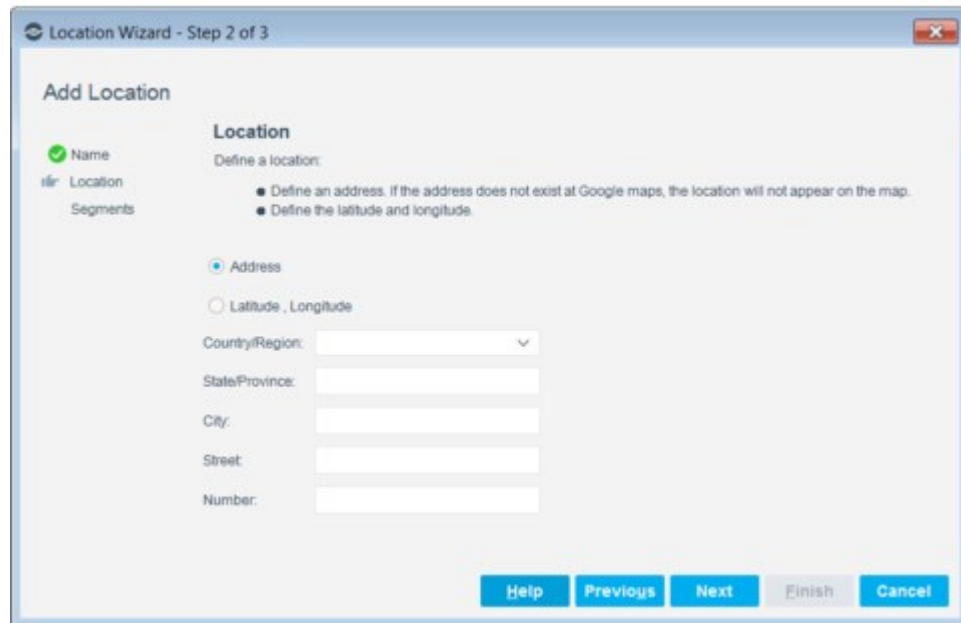 Location Wizard - Step 2 of 3
Add Location
Name
Location
Segments
Location
Define a location:
● Define an address. If the address does not exist at Google maps, the location will not appear on the map.
● Define the latitude and longitude.
Address
Latitude , Longitude
Country/Region:
State/Province:
City:
Street:
Number:
Help Previous Next Finish Cancel